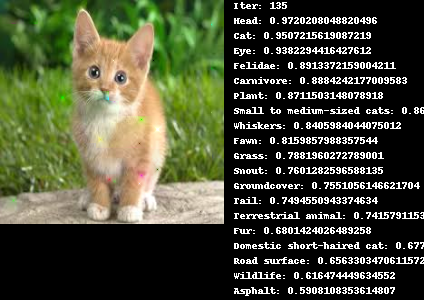 Iter: 135
Head: 0.9720208048820496
Cat: 0.9507215619087219
Eye: 0.9382294416427612
Felidae: 0.8913372159004211
Carnivore: 0.8884242177009583
Plant: 0.8711503148078918
Small to medium-sized cats: 0.86
Whiskers: 0.8405984044075012
Fawn: 0.8159857988357544
Grass: 0.7881960272789001
Snout: 0.7601282596588135
Groundcover: 0.7551056146621704
Tail: 0.7494550943374634
Terrestrial animal: 0.7415791153
Fur: 0.6801424026489258
Domestic short-haired cat: 0.677
Road surface: 0.6563303470611572
Wildlife: 0.616474449634552
Asphalt: 0.5908108353614807